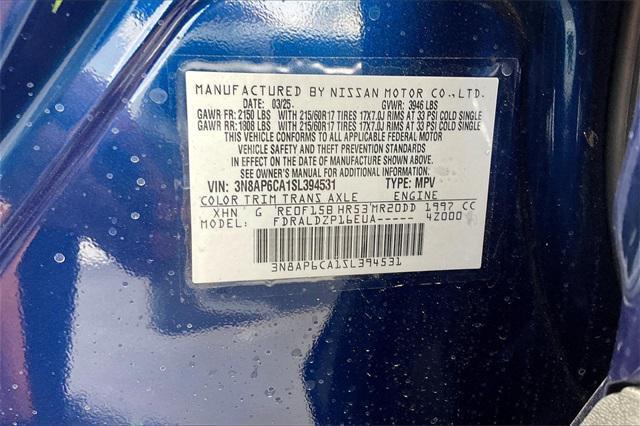 MANUFACTURED BY NISSAN MOTOR CO.,LTD.
DATE: 03/25. GVWR: 3946 LBS
GAWR FR: 2150 LBS WITH 215/60R17 TIRES 17X7.0J RIMS AT 33 PSI COLD SINGLE
GAWR RR: 1808 LBS WITH 215/60R17 TIRES 17X7.0J RIMS AT 33 PSI COLD SINGLE
THIS VEHICLE CONFORMS TO ALL APPLICABLE FEDERAL MOTOR
VEHICLE SAFETY AND THEFT PREVENTION STANDARDS
IN EFFECT ON THE DATE OF MANUFACTURE SHOWN ABOVE.
SEE OWNER'S MANUAL FOR ADDITIONAL INFORMATION.
VIN: 3N8AP6CA1SL394531 TYPE: MPV
COLOR TRIM TRANS AXLE ENGINE
XHN G RE0F15B HR53 MR20DD 1997 CC
MODEL: FDRALDZP16EUA----- 4Z000
3N8AP6CA1SL394531